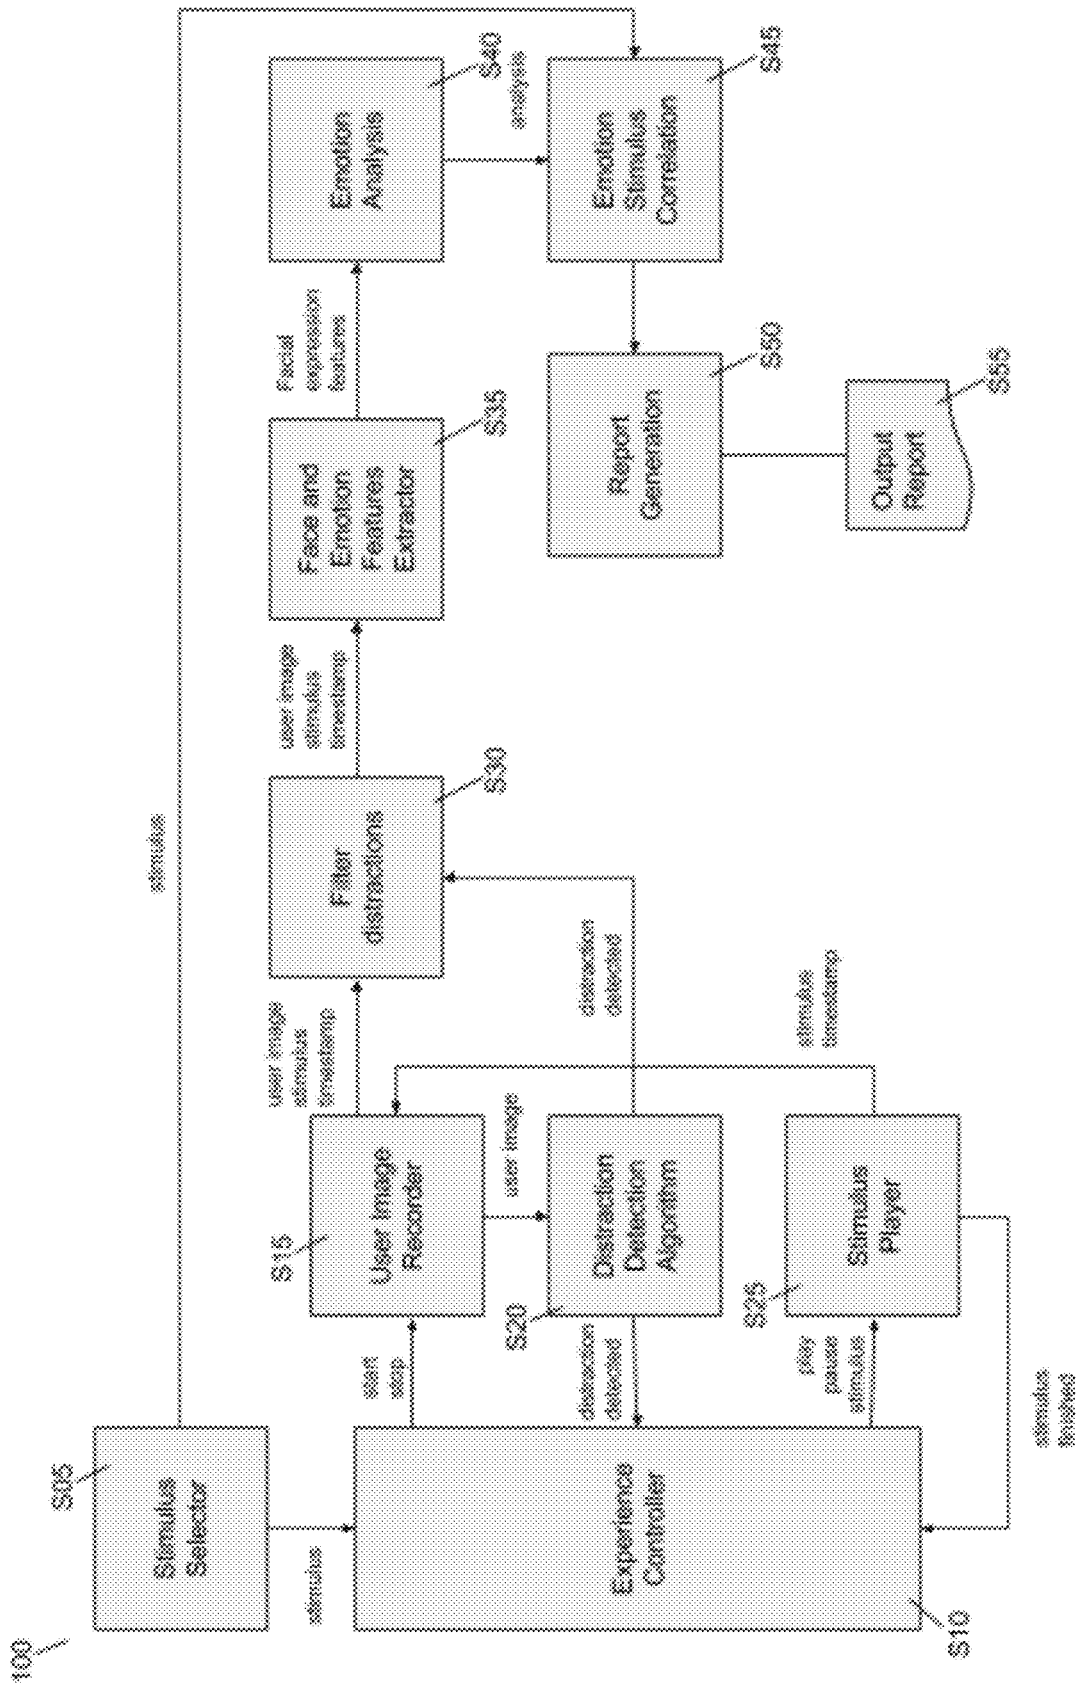 100
S05
Stimulus
Selector
stimulus
stimulus
Experience
Controller
S10
start
stop
distraction
detected
play
pause
stimulus
stimulus
finished
S15
User Image
Recorder
user image
S20
Distraction
Detection
Algorithm
S25
Stimulus
Player
user image
stimulus
timestamp
distraction
detected
stimulus
timestamp
Filter
distractions
S30
user image
stimulus
timestamp
Face and
Emotion
Features
Extractor
S35
Facial
expression
features
Emotion
Analysis
S40
analysis
Emotion
Stimulus
Correlation
S45
Report
Generation
S50
Output
Report
S55